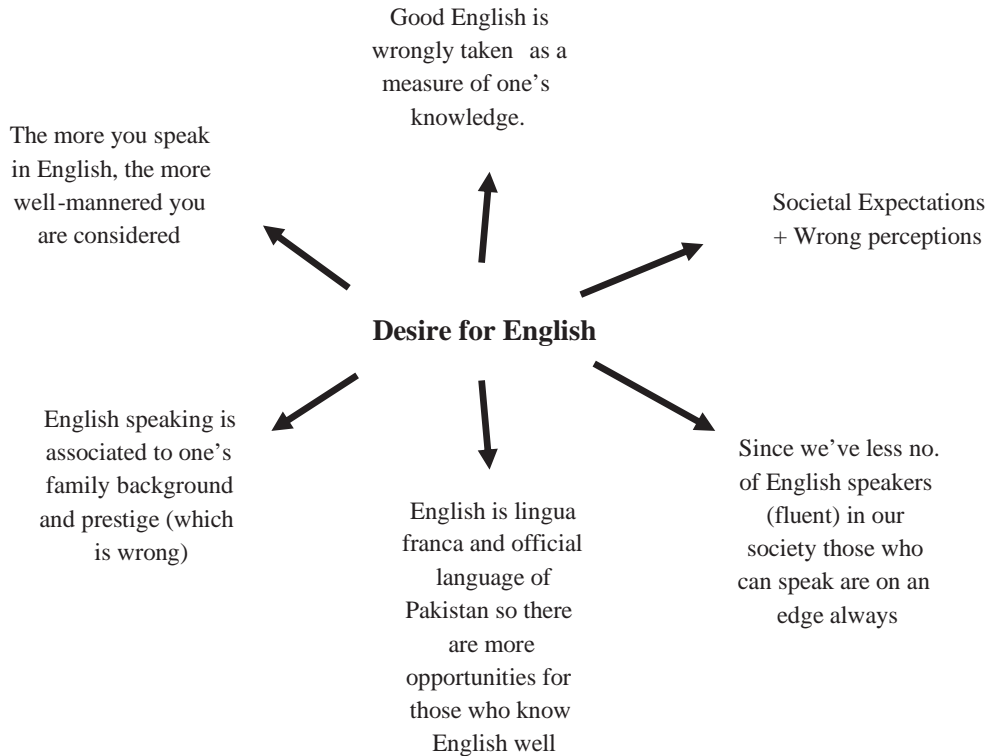 Good English is
wrongly taken as a
measure of one’s
knowledge.
The more you speak
in English, the more
well-mannered you
are considered
Societal Expectations
+ Wrong perceptions
Desire for English
English speaking is
associated to one’s
family background
and prestige (which
is wrong)
English is lingua
franca and official
language of
Pakistan so there
are more
opportunities for
those who know
English well
Since we’ve less no.
of English speakers
(fluent) in our
society those who
can speak are on an
edge always